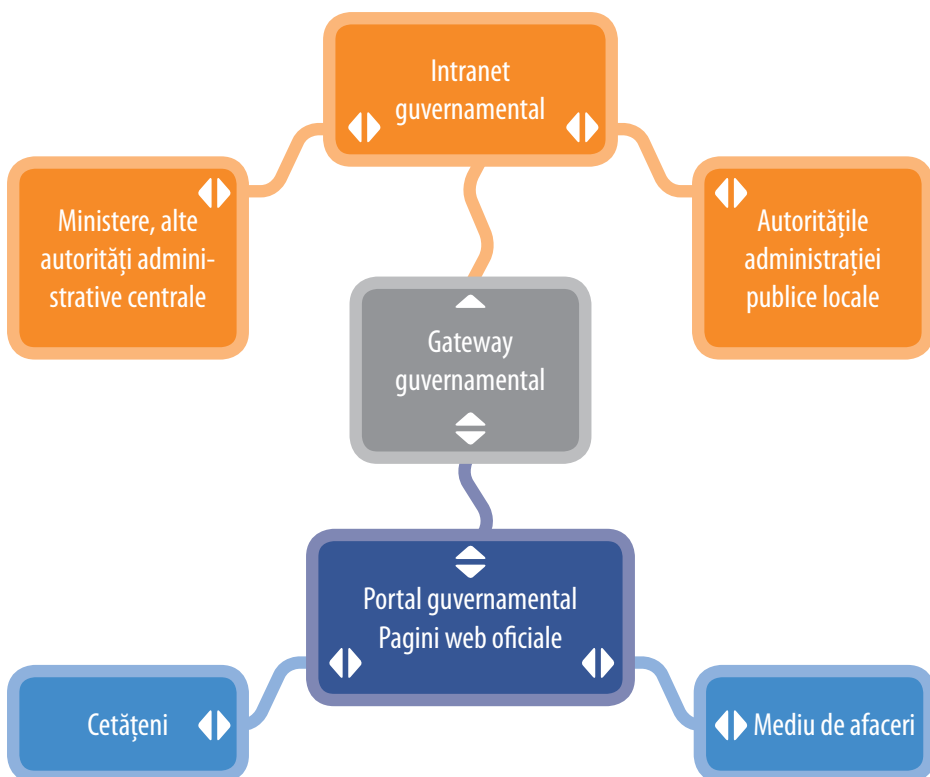 Intranet
guvernamental
Ministere, alte
autorități admini-
strative centrale
Autoritățile
administrației
publice locale
Gateway
guvernamental
Portal guvernamental
Pagini web oficiale
Cetățeni
Mediu de afaceri